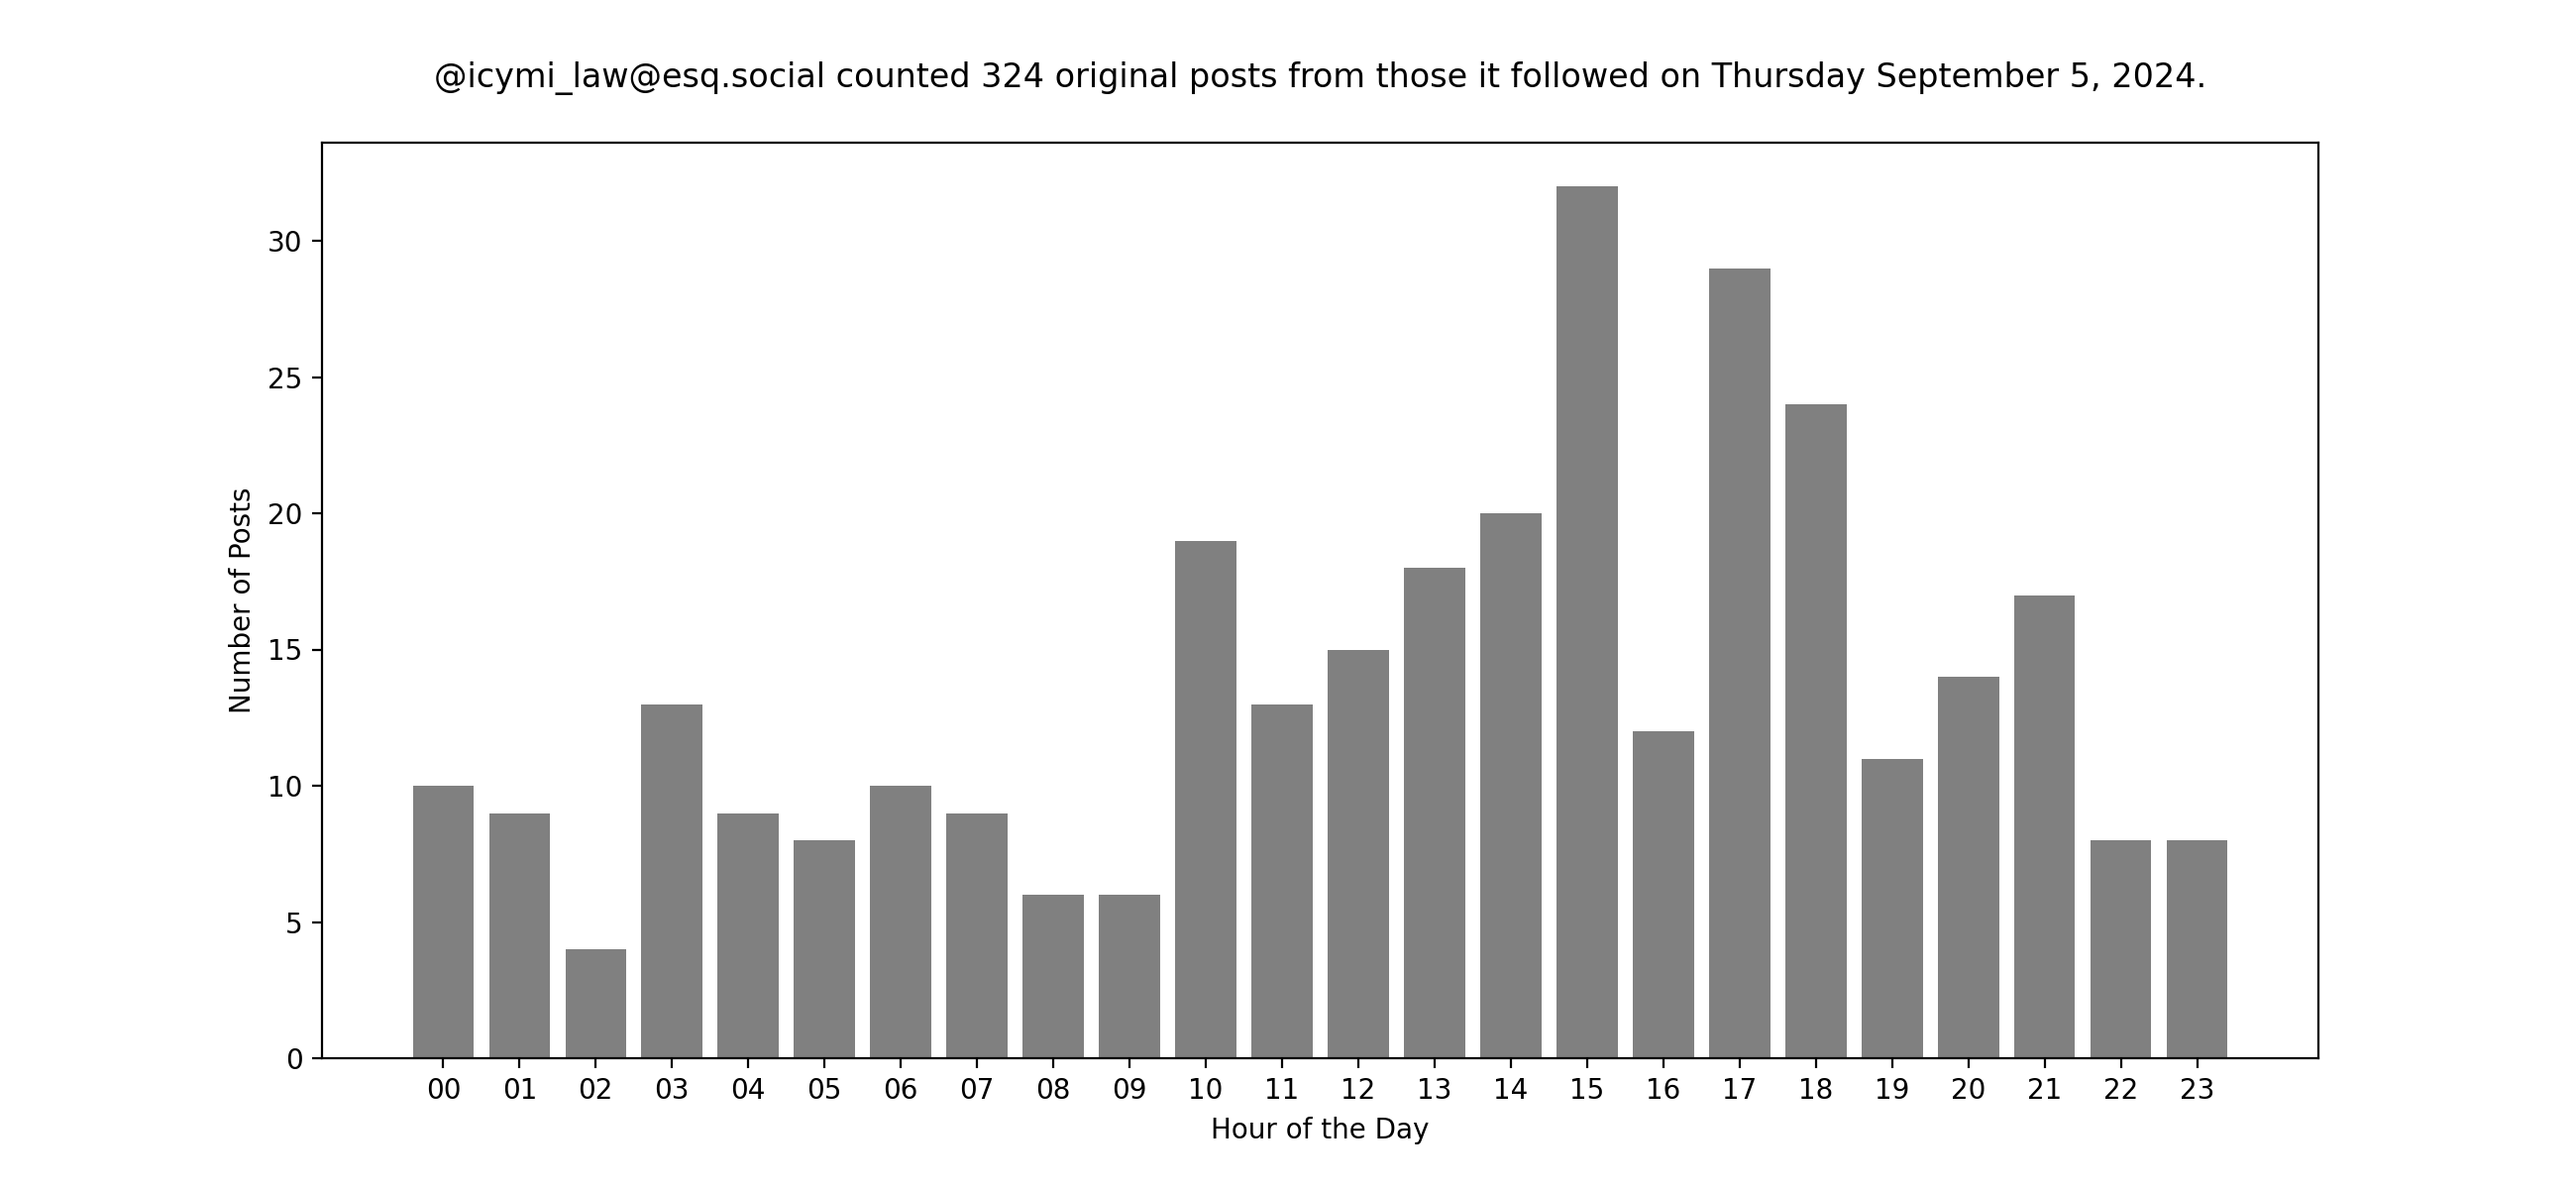 @icymi_law@esq.social counted 324 original posts from those it followed on Thursday September 5, 2024.
30
25
20
15
10
5
0
Number of Posts
00 01 02 03 04 05 06 07 08 09 10 11 12 13 14 15 16 17 18 19 20 21 22 23
Hour of the Day